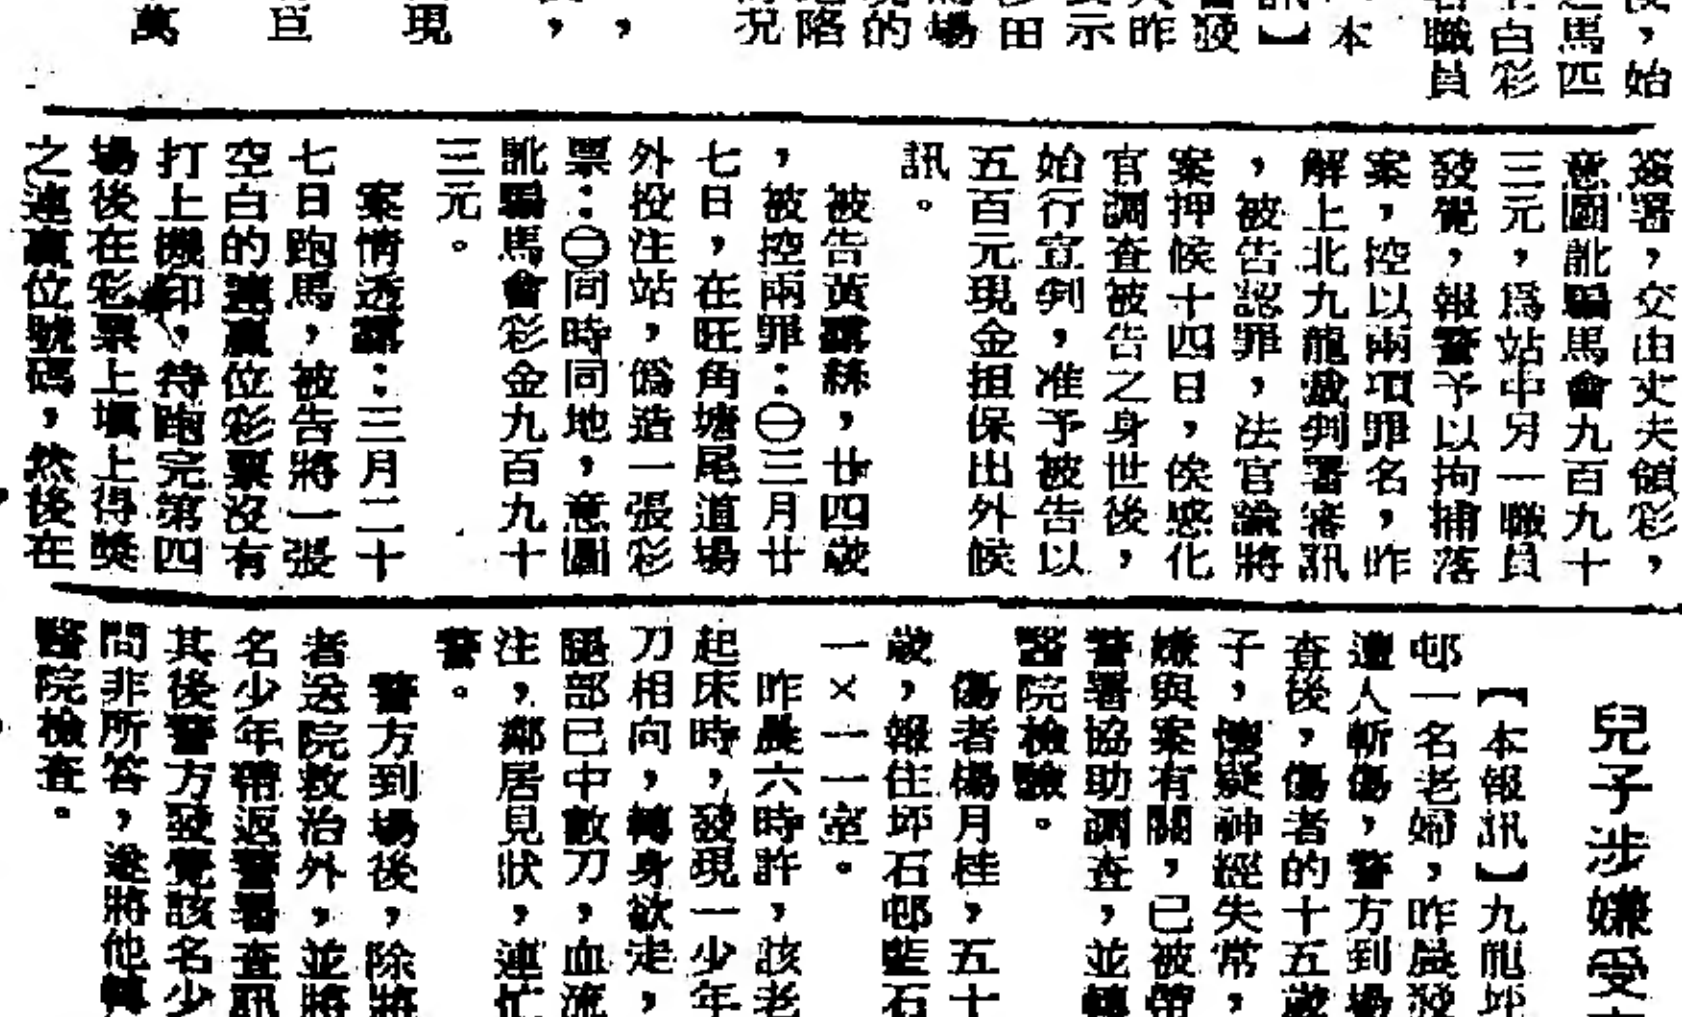 始
馬匹
白彩
職員
本
訊】
發
昨
示
田
場
的
陷
況
，
，
現
萬
簽署，交由丈夫領彩，
意圖訛騙馬會九百九十
三元，爲站中另一職員
發覺，報警予以拘捕落
案，控以兩項罪名，昨
解上北九龍裁判署審訊
，被告認罪，法官諭將
案押候十四日，俟感化
官調查被告之身世後，
始行宣判，准予被告以
五百元現金担保出外候
訊。
被告黃，廿四歲
，被控兩罪：㊀三月廿
七日，在旺角塘尾道場
外投注站，僞造一張彩
票：㊁同時同地，意圖
訛騙馬會彩金九百九十
三元。
案情透露：三月二十
七日跑馬，被告將一張
空白的連贏位彩票沒有
打上機印，待跑完第四
場後在彩票上塡上得獎
之連贏位號碼，然後在
兒子涉嫌受
【本報訊】九龍坪
邨一名老婦，昨晨發
遭人斬傷，警方到場
查後，傷者的十五歲
子，懷疑神經失常，
嫌與案有關，已被帶
警署協助調查，並轉
醫院檢驗。
傷者楊月桂，五十
歲，報住坪石邨藍石
一×一一室。
昨晨六時許，該老
起床時，發現一少年
刀相向，轉身欲走，
腿部已中數刀，血流
注，鄰居見狀，連忙
警。
警方到場後，除將
者送院救治外，並將
名少年帶返警署查訊
其後警方發覺該名少
問非所答，遂將他轉
醫院檢查。